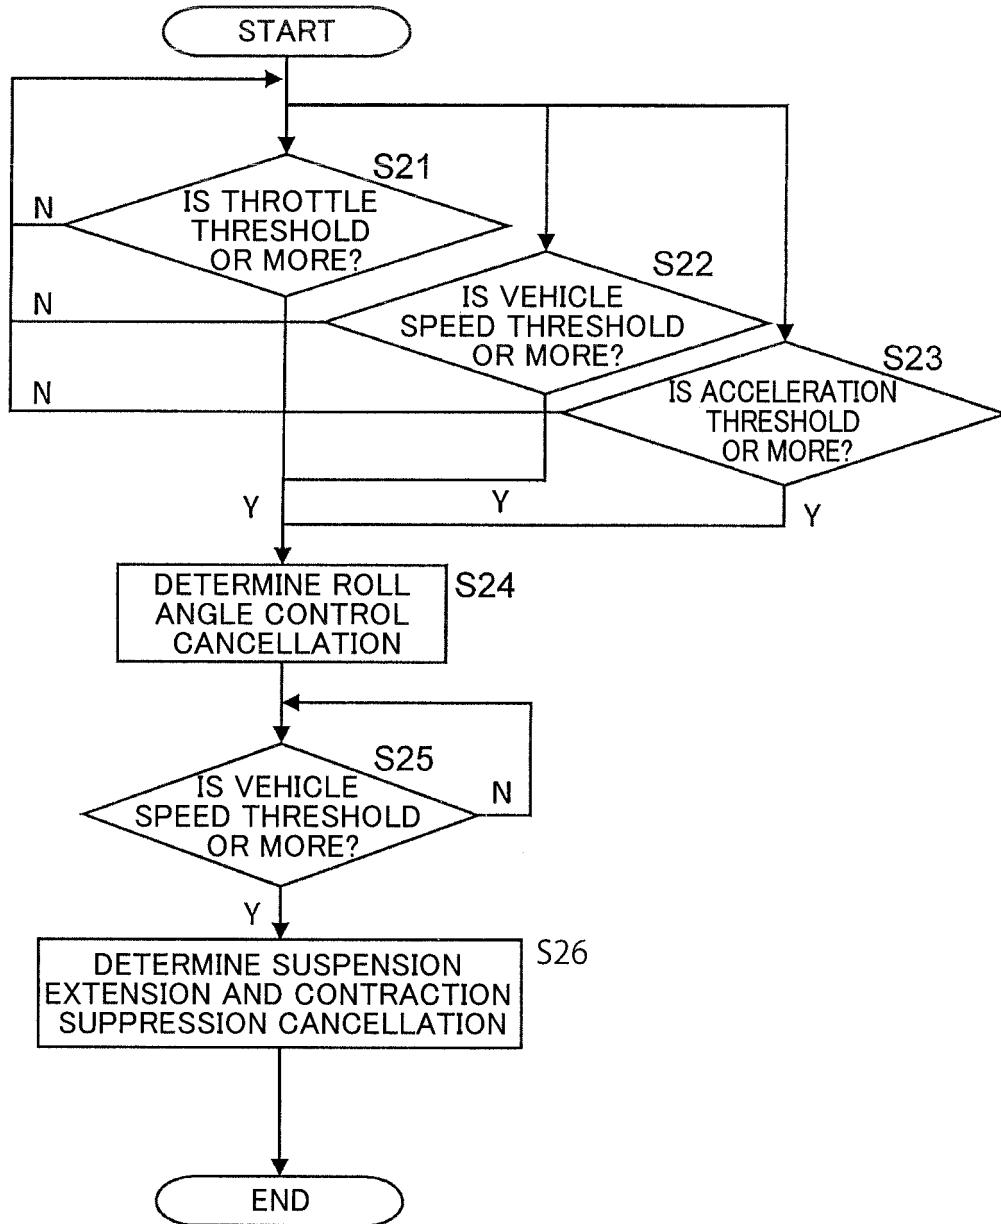 START
S21
IS THROTTLE
THRESHOLD
OR MORE?
N
S22
IS VEHICLE
SPEED THRESHOLD
OR MORE?
N
S23
IS ACCELERATION
THRESHOLD
OR MORE?
N
Y
Y
Y
DETERMINE ROLL
ANGLE CONTROL
CANCELLATION
S24
S25
IS VEHICLE
SPEED THRESHOLD
OR MORE?
N
Y
DETERMINE SUSPENSION
EXTENSION AND CONTRACTION
SUPPRESSION CANCELLATION
S26
END